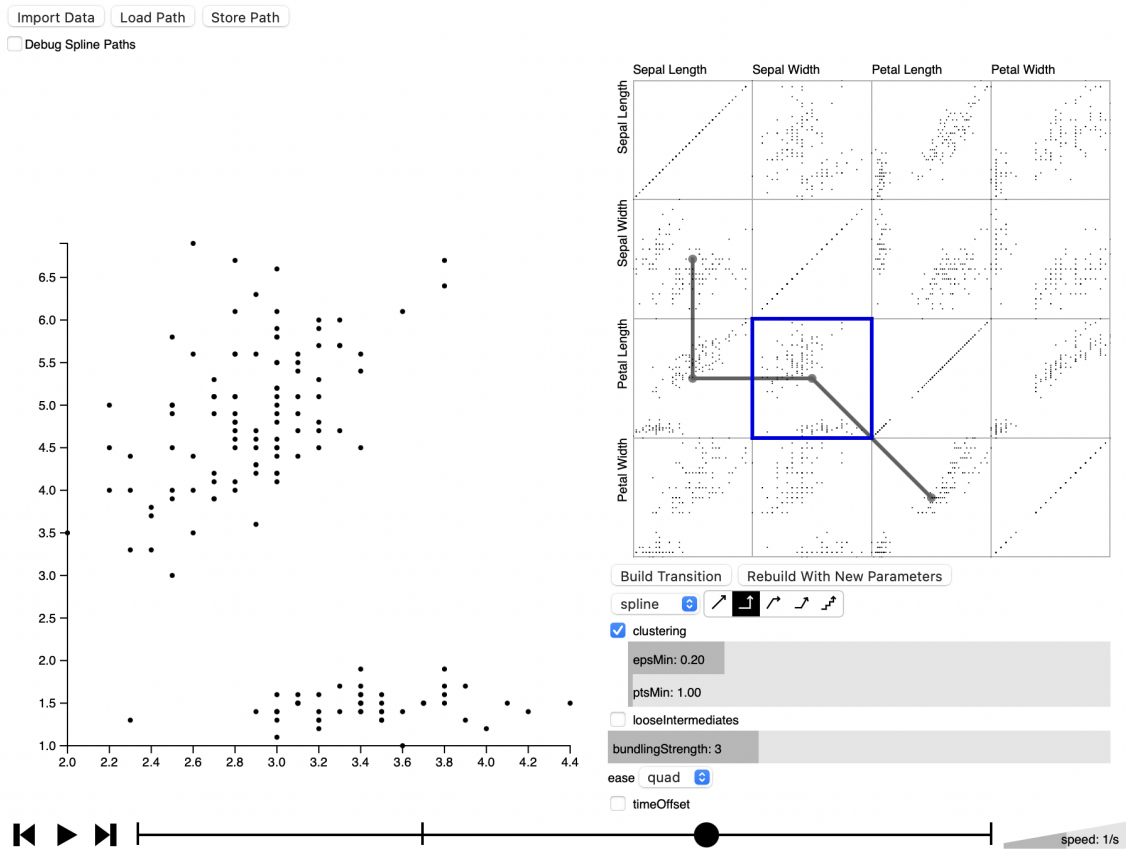 Import Data Load Path Store Path
Debug Spline Paths
Sepal Length Sepal Width Petal Length Petal Width
Sepal Length
Sepal Width
Petal Length
Petal Width
6.5
6.0
5.5
5.0
4.5
4.0
3.5
3.0
2.5
2.0
1.5
1.0
2.0 2.2 2.4 2.6 2.8 3.0 3.2 3.4 3.6 3.8 4.0 4.2 4.4
Build Transition Rebuild With New Parameters
spline
clustering
epsMin: 0.20
ptsMin: 1.00
looseIntermediates
bundlingStrength: 3
ease quad
timeOffset
speed: 1/s